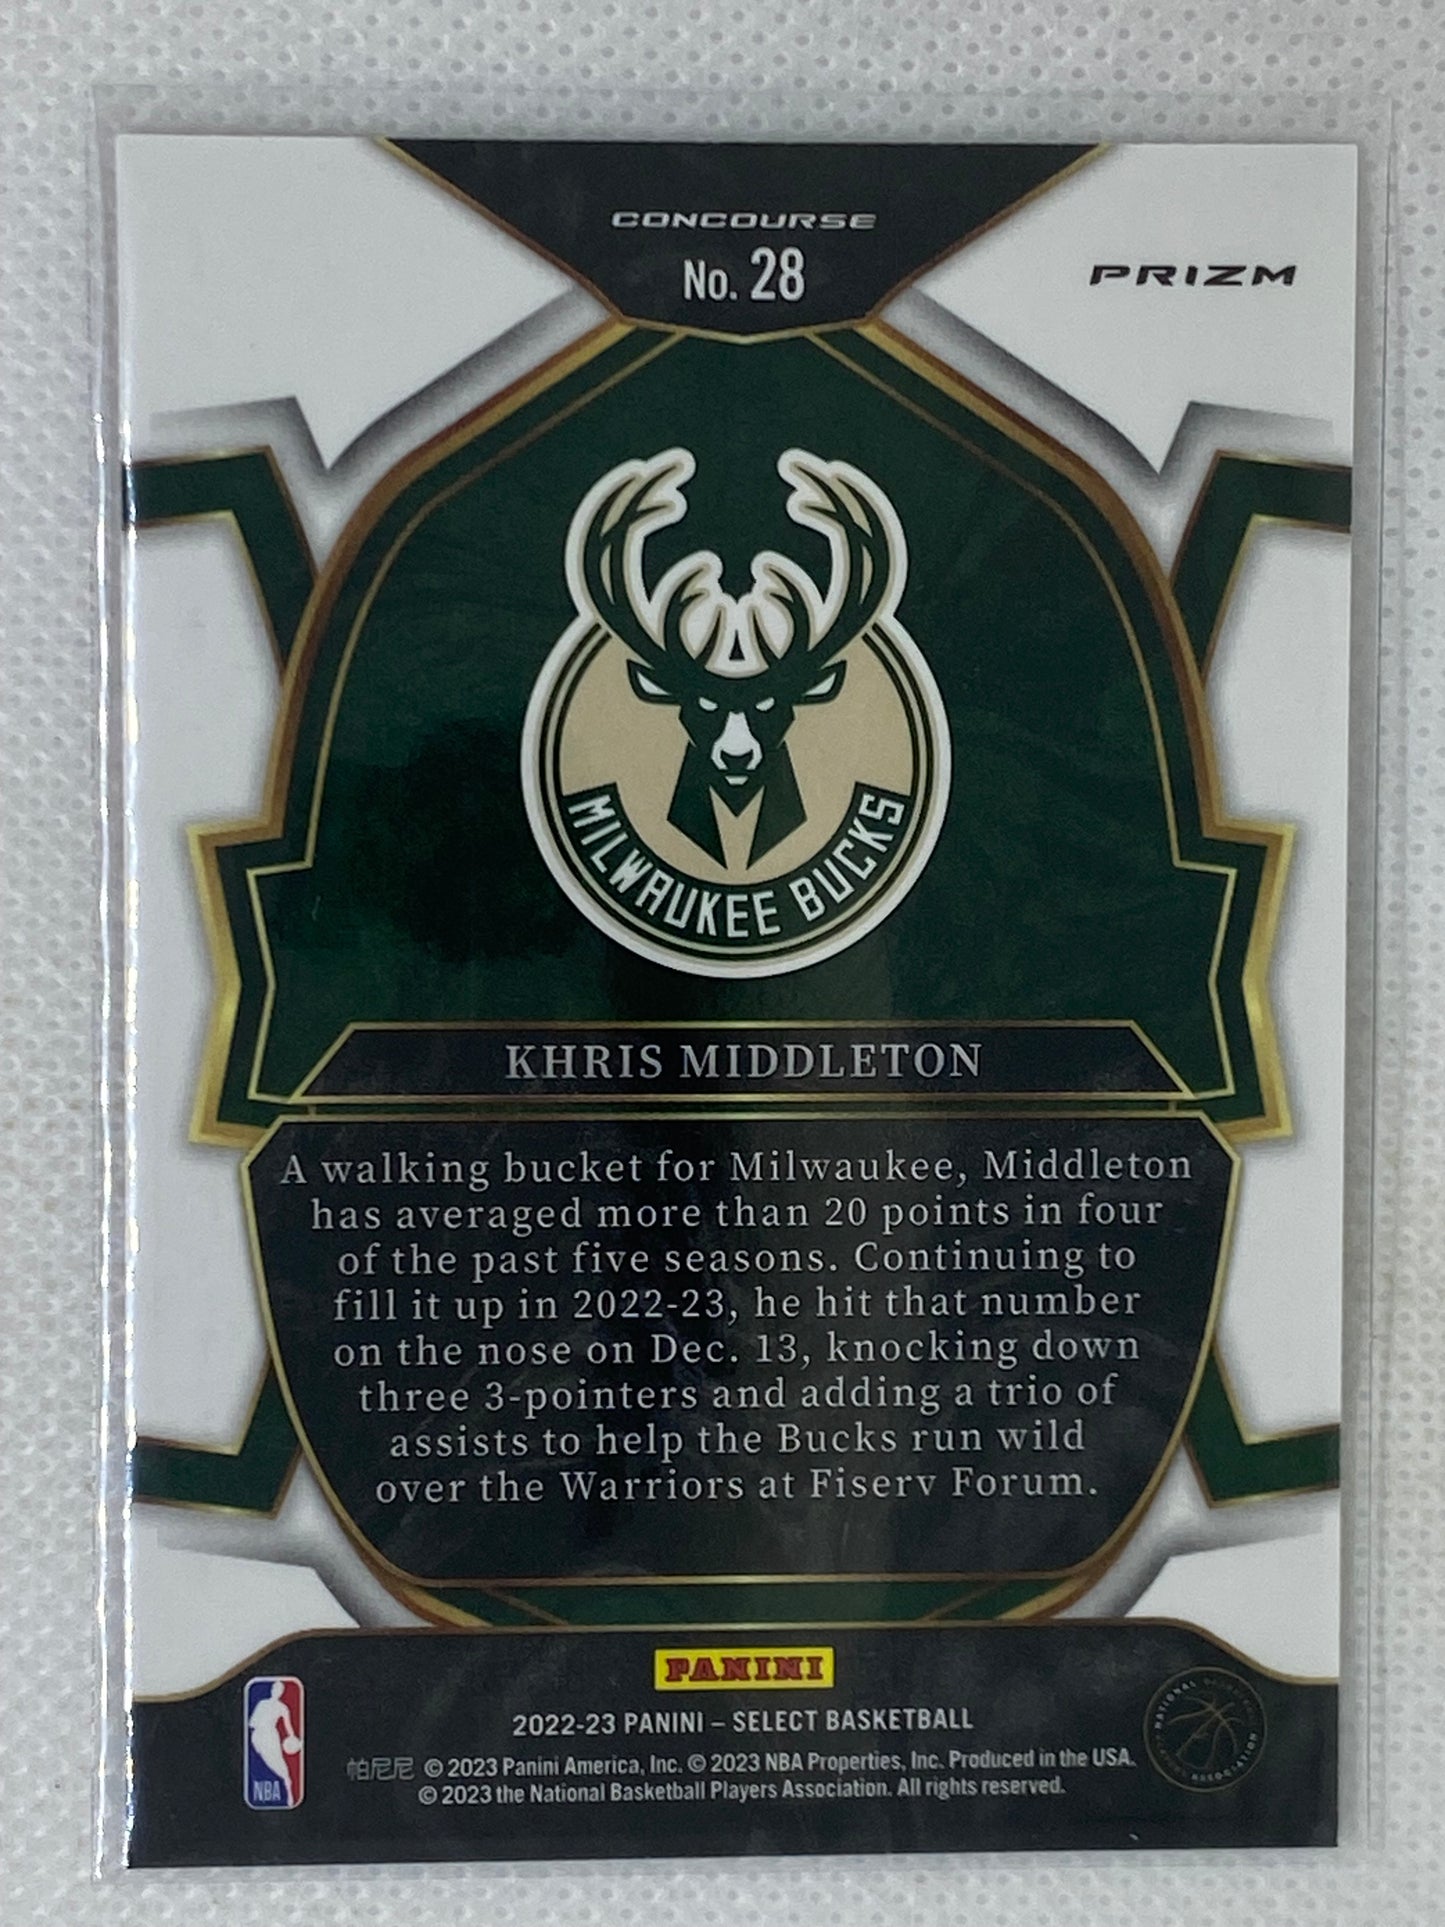 CONCOURSE
No. 28
PRIZM
MILWAUKEE BUCKS
KHRIS MIDDLETON
A walking bucket for Milwaukee, Middleton
has averaged more than 20 points in four
of the past five seasons. Continuing to
fill it up in 2022-23, he hit that number
on the nose on Dec. 13, knocking down
three 3-pointers and adding a trio of
assists to help the Bucks run wild
over the Warriors at Fiserv Forum.
PANINI
2022-23 PANINI – SELECT BASKETBALL
帕尼尼 © 2023 Panini America, Inc. © 2023 NBA Properties, Inc. Produced in the USA.
© 2023 the National Basketball Players Association. All rights reserved.
NBA
NATIONAL BASKETBALL PLAYERS ASSOCIATION